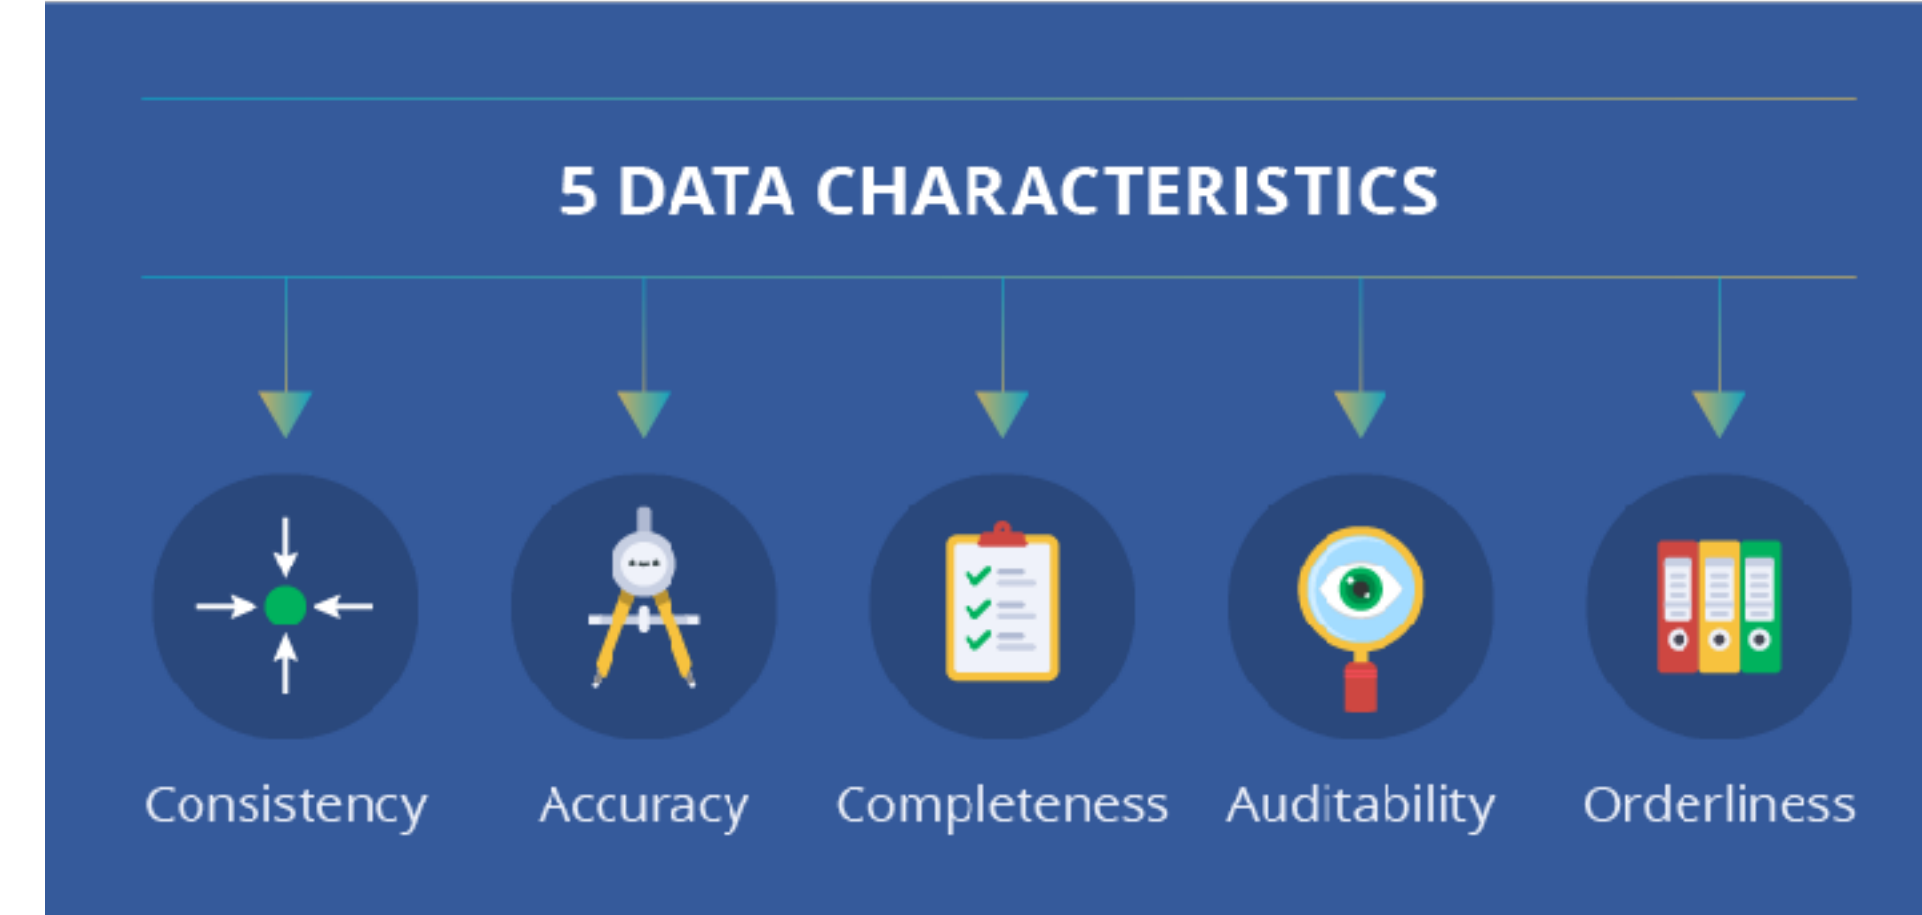 5 DATA CHARACTERISTICS
Consistency
Accuracy
Completeness
Auditability
Orderliness